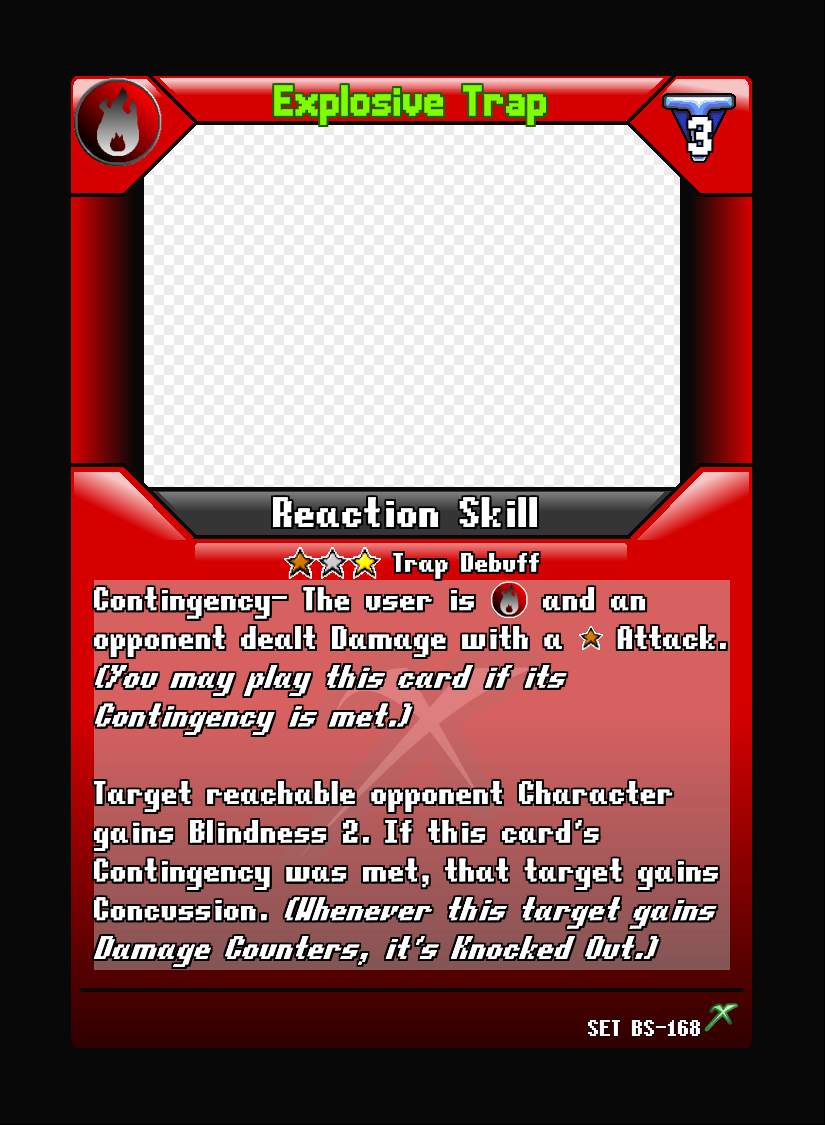 Explosive Trap
3
Reaction Skill
Trap Debuff
Contingency- The user is and an
opponent dealt Damage with a Attack.
(You may play this card if its
Contingency is met.)
Target reachable opponent Character
gains Blindness 2. If this card's
Contingency was met, that target gains
Concussion. (Whenever this target gains
Damage Counters, it's Knocked Out.)
SET BS-168